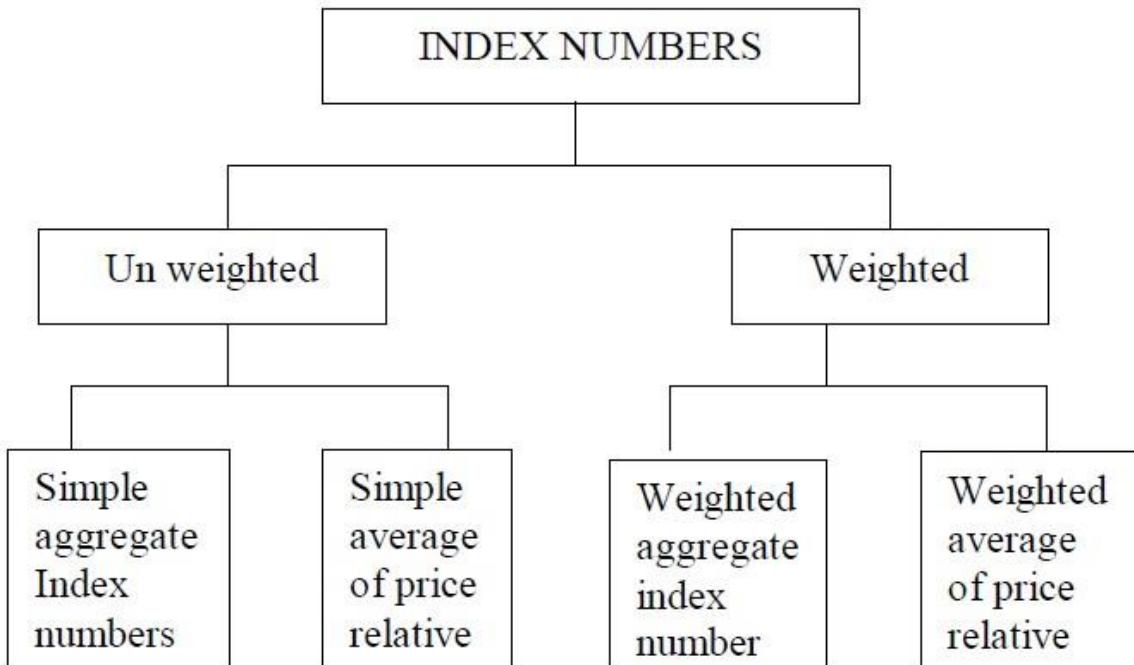 INDEX NUMBERS
Un weighted
Weighted
Simple
aggregate
Index
numbers
Simple
average
of price
relative
Weighted
aggregate
index
number
Weighted
average
of price
relative